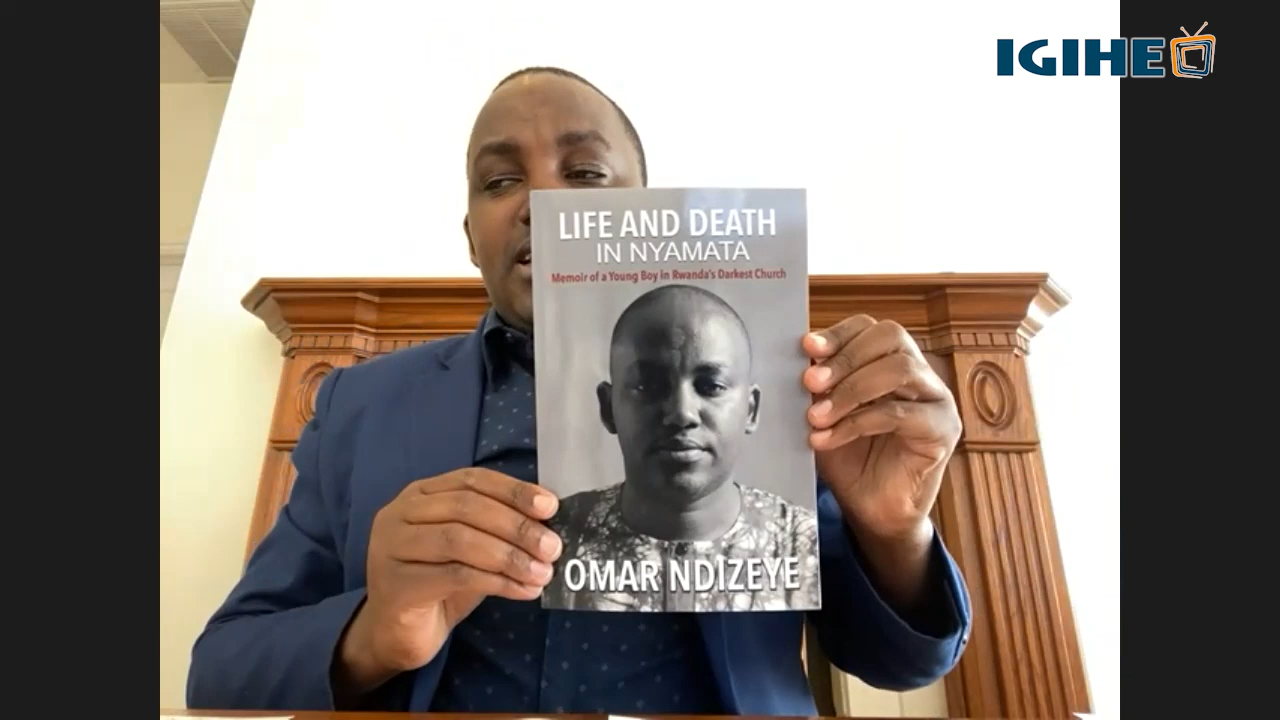 IGIHE
LIFE AND DEATH
IN NYAMATA
Memoir of a Young Boy in Rwanda's Darkest Church
OMAR NDIZEYE